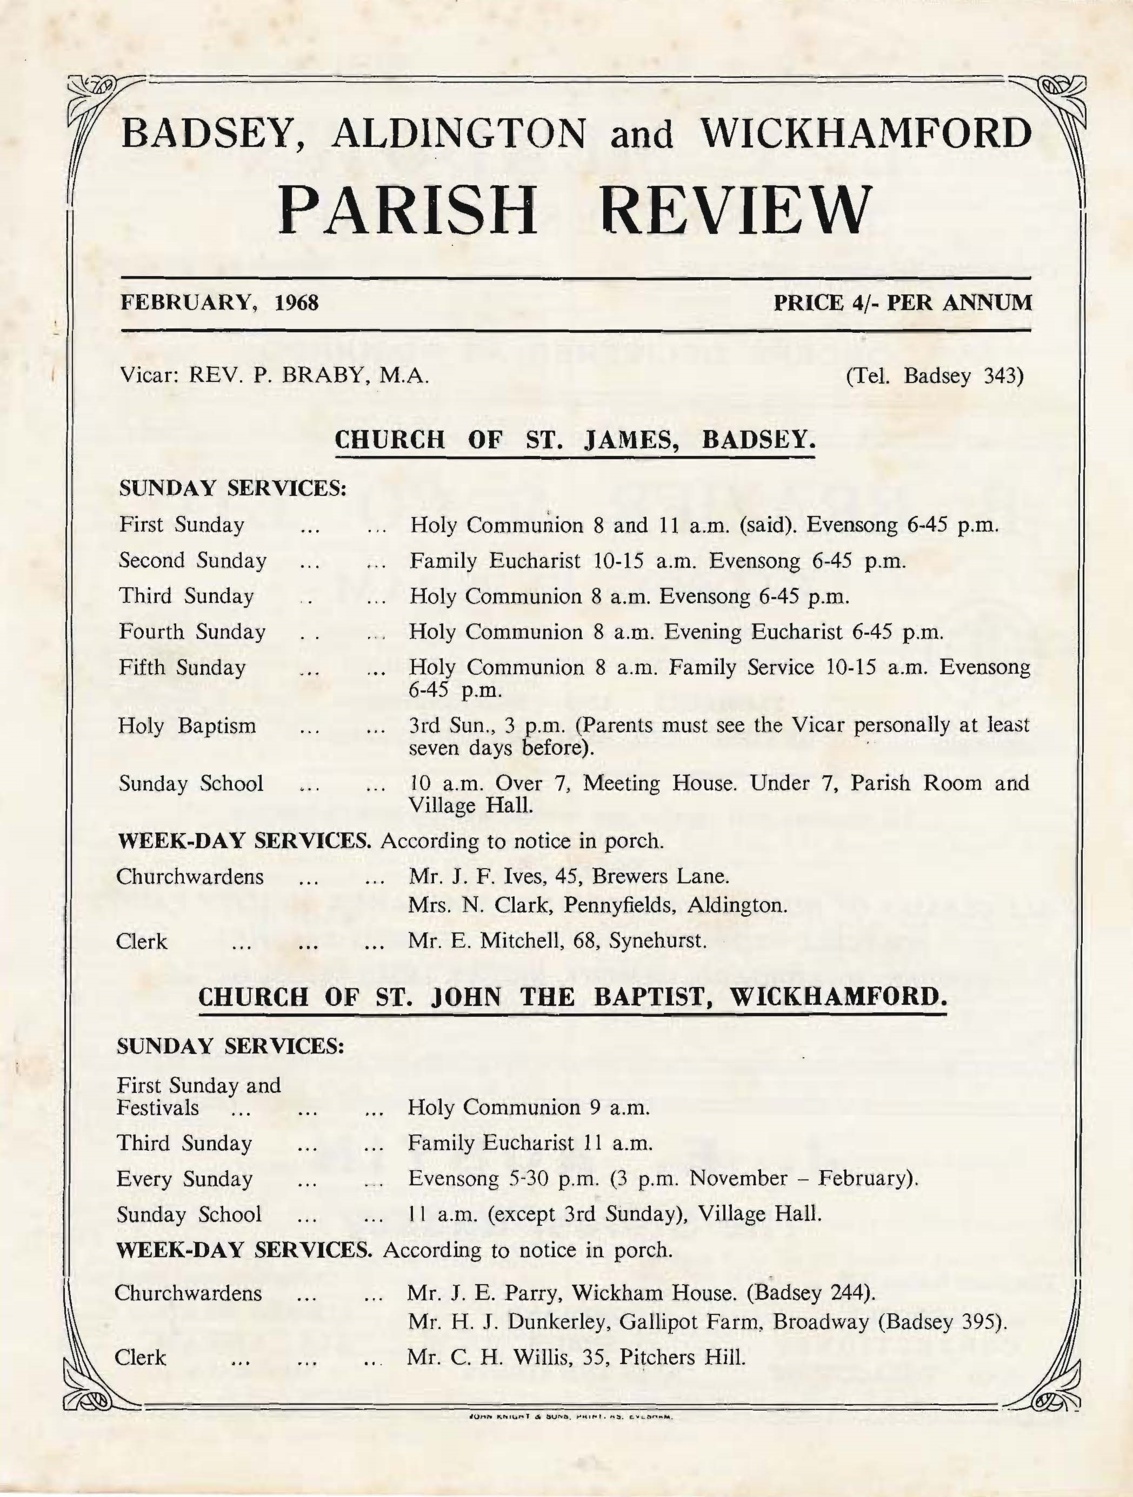 BADSEY, ALDINGTON and WICKHAMFORD
PARISH REVIEW
FEBRUARY, 1968 PRICE 4/- PER ANNUM
Vicar: REV. P. BRABY, M.A. (Tel. Badsey 343)
CHURCH OF ST. JAMES, BADSEY.
SUNDAY SERVICES:
First Sunday ... ... Holy Communion 8 and 11 a.m. (said). Evensong 6-45 p.m.
Second Sunday ... ... Family Eucharist 10-15 a.m. Evensong 6-45 p.m.
Third Sunday .. ... Holy Communion 8 a.m. Evensong 6-45 p.m.
Fourth Sunday .. ... Holy Communion 8 a.m. Evening Eucharist 6-45 p.m.
Fifth Sunday ... ... Holy Communion 8 a.m. Family Service 10-15 a.m. Evensong
6-45 p.m.
Holy Baptism ... ... 3rd Sun., 3 p.m. (Parents must see the Vicar personally at least
seven days before).
Sunday School ... ... 10 a.m. Over 7, Meeting House. Under 7, Parish Room and
Village Hall.
WEEK-DAY SERVICES. According to notice in porch.
Churchwardens ... ... Mr. J. F. Ives, 45, Brewers Lane.
Mrs. N. Clark, Pennyfields, Aldington.
Clerk ... ... ... Mr. E. Mitchell, 68, Synehurst.
CHURCH OF ST. JOHN THE BAPTIST, WICKHAMFORD.
SUNDAY SERVICES:
First Sunday and
Festivals ... ... ... Holy Communion 9 a.m.
Third Sunday ... ... Family Eucharist 11 a.m.
Every Sunday ... ... Evensong 5-30 p.m. (3 p.m. November – February).
Sunday School ... ... 11 a.m. (except 3rd Sunday), Village Hall.
WEEK-DAY SERVICES. According to notice in porch.
Churchwardens ... ... Mr. J. E. Parry, Wickham House. (Badsey 244).
Mr. H. J. Dunkerley, Gallipot Farm, Broadway (Badsey 395).
Clerk ... ... ... Mr. C. H. Willis, 35, Pitchers Hill.
JOHN KNIGHT & SONS,